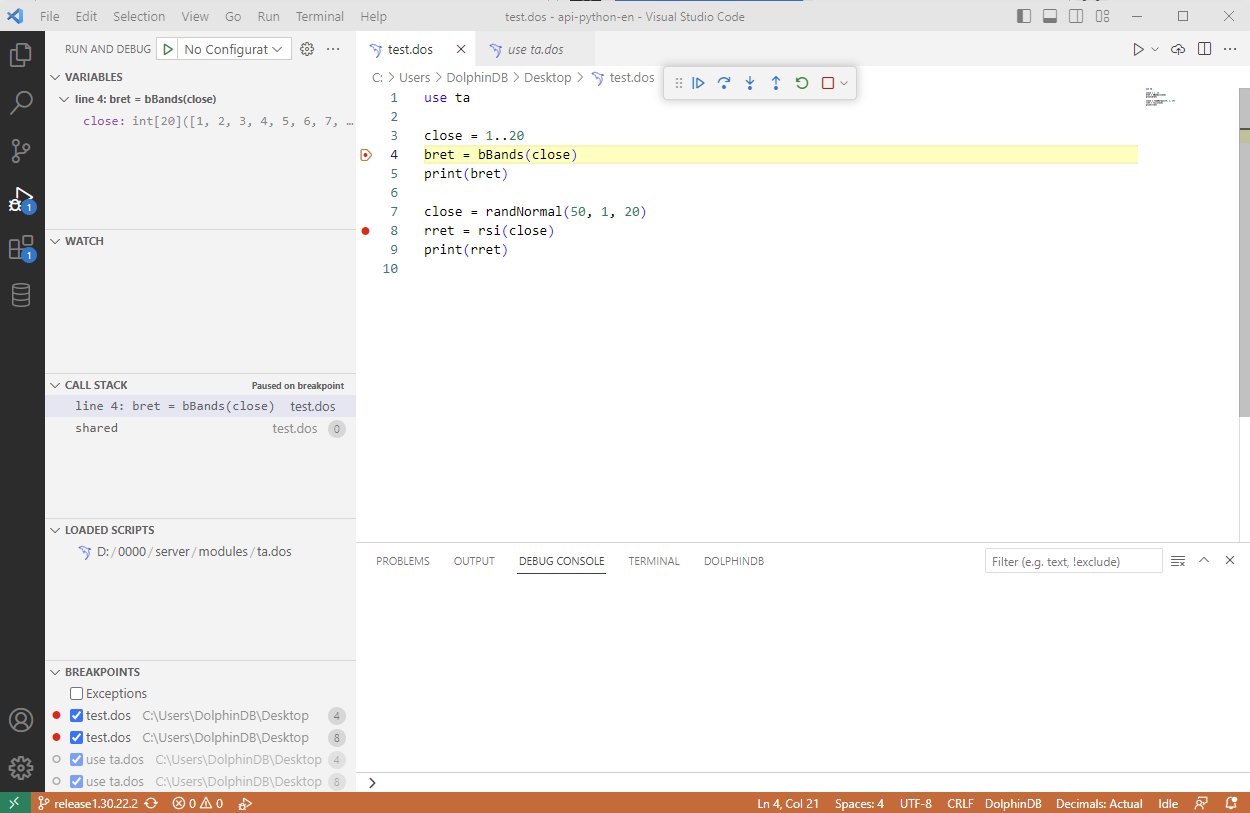 File Edit Selection View Go Run Terminal Help test.dos - api-python-en - Visual Studio Code
RUN AND DEBUG No Configurat
test.dos use ta.dos
C: > Users > DolphinDB > Desktop > test.dos
VARIABLES
line 4: bret = bBands(close)
close: int[20]([1, 2, 3, 4, 5, 6, 7, …
WATCH
CALL STACK Paused on breakpoint
line 4: bret = bBands(close) test.dos
shared test.dos 0
LOADED SCRIPTS
D:/0000/server/modules/ta.dos
BREAKPOINTS
Exceptions
test.dos C:\Users\DolphinDB\Desktop 4
test.dos C:\Users\DolphinDB\Desktop 8
use ta.dos C:\Users\DolphinDB\Desktop 4
use ta.dos C:\Users\DolphinDB\Desktop 8
1
1
1 use ta
2
3 close = 1..20
4 bret = bBands(close)
5 print(bret)
6
7 close = randNormal(50, 1, 20)
8 rret = rsi(close)
9 print(rret)
10
PROBLEMS OUTPUT DEBUG CONSOLE TERMINAL DOLPHINDB Filter (e.g. text, !exclude)
release1.30.22.2 0 0 Ln 4, Col 21 Spaces: 4 UTF-8 CRLF DolphinDB Decimals: Actual Idle